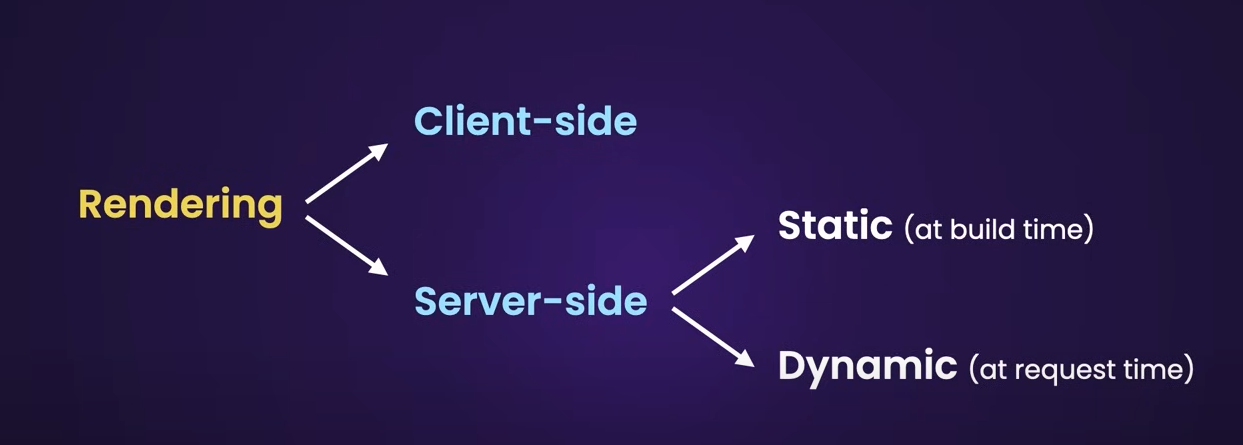 Client-side
Rendering
Static (at build time)
Server-side
Dynamic (at request time)